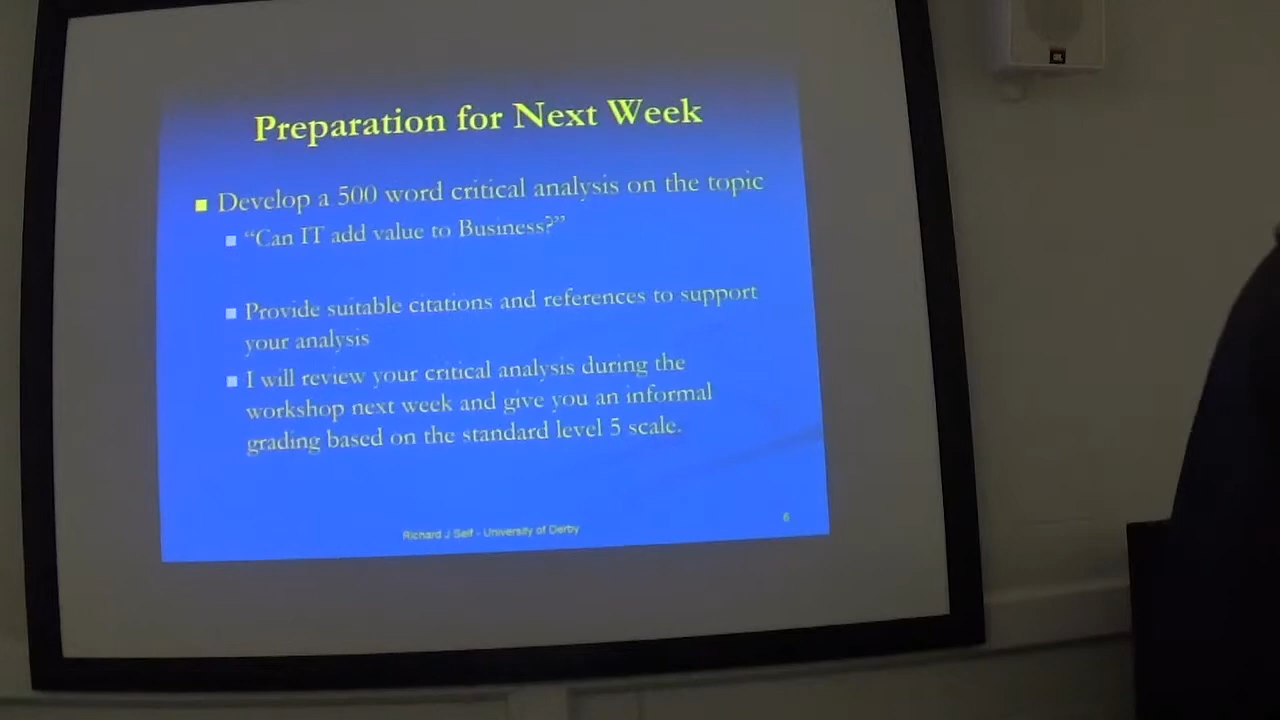 Preparation for Next Week
Develop a 500 word critical analysis on the topic
“Can IT add value to Business?”
Provide suitable citations and references to support
your analysis
I will review your critical analysis during the
workshop next week and give you an informal
grading based on the standard level 5 scale.
Richard J Self - University of Derby
6
JBL